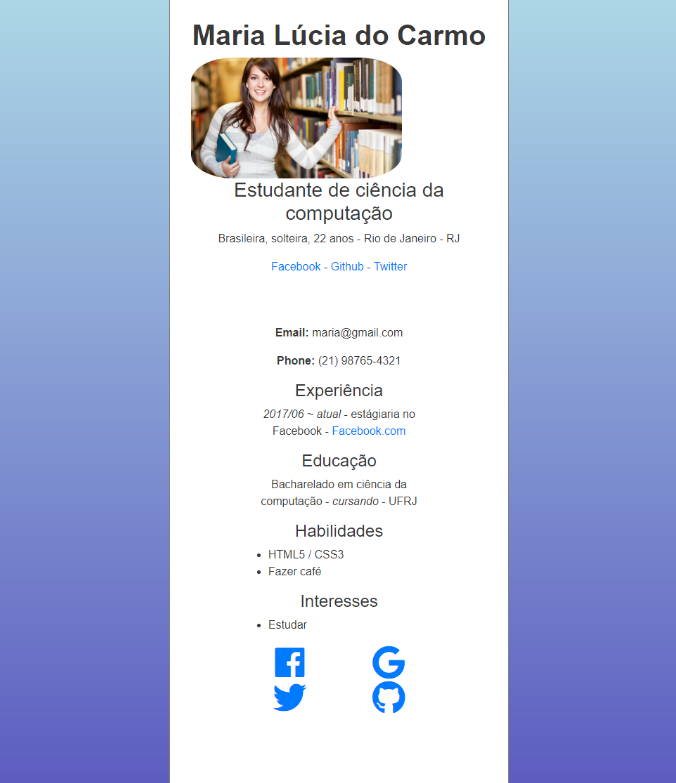 Maria Lúcia do Carmo
Estudante de ciência da
computação
Brasileira, solteira, 22 anos - Rio de Janeiro - RJ
Facebook - Github - Twitter
Email: maria@gmail.com
Phone: (21) 98765-4321
Experiência
2017/06 ~ atual - estágiaria no
Facebook - Facebook.com
Educação
Bacharelado em ciência da
computação - cursando - UFRJ
Habilidades
HTML5 / CSS3
Fazer café
Interesses
Estudar